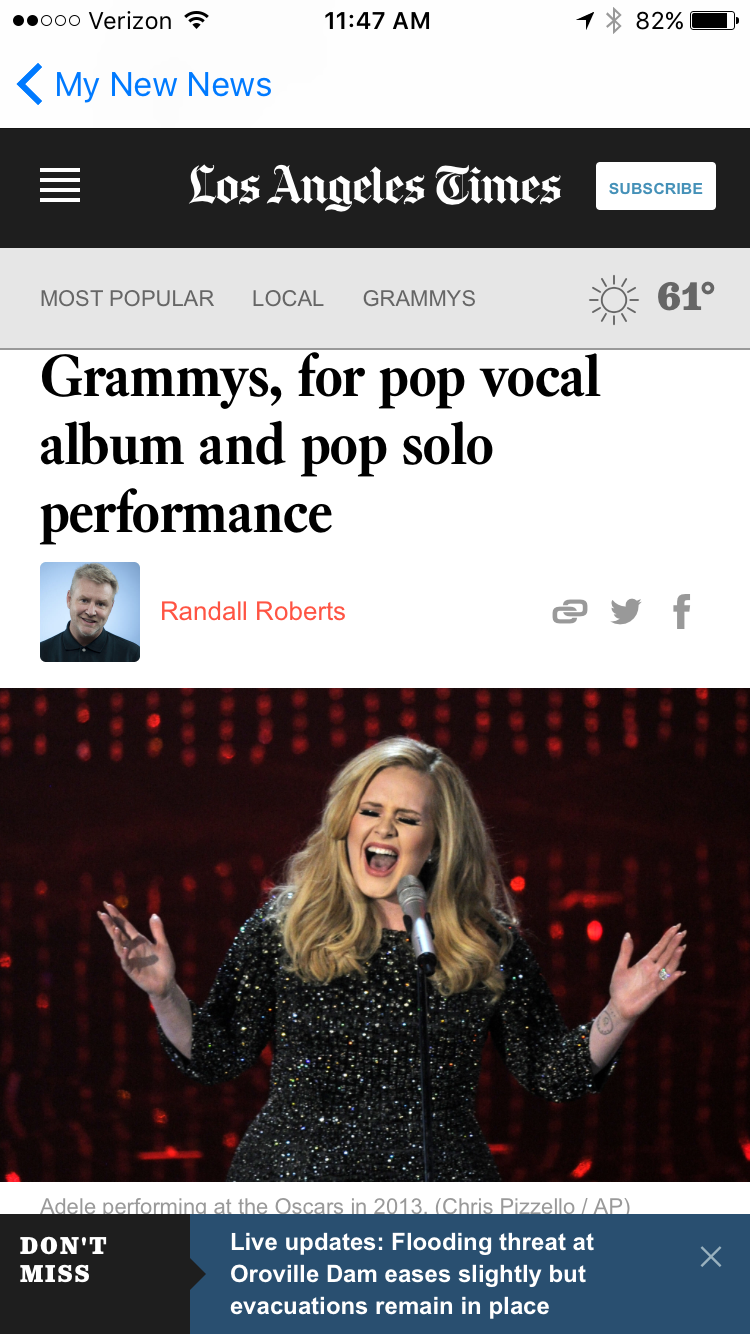 Verizon 11:47 AM 82%
My New News
Los Angeles Times SUBSCRIBE
MOST POPULAR LOCAL GRAMMYS 61°
Grammys, for pop vocal
album and pop solo
performance
Randall Roberts
Adele performing at the Oscars in 2013. (Chris Pizzello / AP)
DON'T
MISS
Live updates: Flooding threat at
Oroville Dam eases slightly but
evacuations remain in place